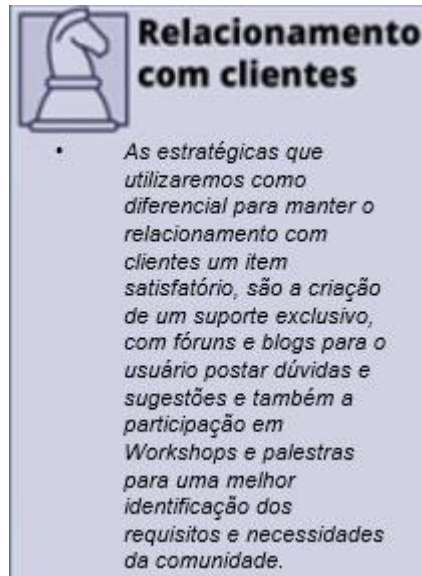 Relacionamento
com clientes
• As estratégicas que
utilizaremos como
diferencial para manter o
relacionamento com
clientes um item
satisfatório, são a criação
de um suporte exclusivo,
com fóruns e blogs para o
usuário postar dúvidas e
sugestões e também a
participação em
Workshops e palestras
para uma melhor
identificação dos
requisitos e necessidades
da comunidade.